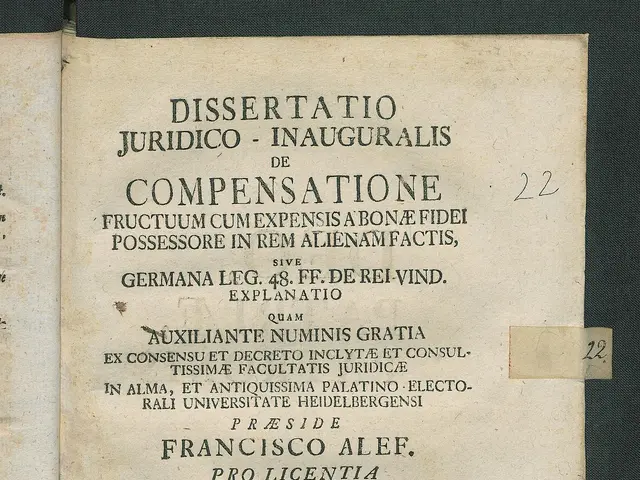 DISSERTATIO
JURIDICO - INAUGURALIS
DE
COMPENSATIONE
FRUCTUUM CUM EXPENSIS A BONÆ FIDEI
POSSESSORE IN REM ALIENAM FACTIS,
SIVE
GERMANA LEG. 48. FF. DE REI-VIND.
EXPLANATIO
QUAM
AUXILIANTE NUMINIS GRATIA
EX CONSENSU ET DECRETO INCLYTÆ ET CONSUL-
TISSIMÆ FACULTATIS JURIDICÆ
IN ALMA, ET ANTIQUISSIMA PALATINO-ELECTO-
RALI UNIVERSITATE HEIDELBERGENSI
PRÆSIDE
FRANCISCO ALEF.
PRO LICENTIA
22
22.